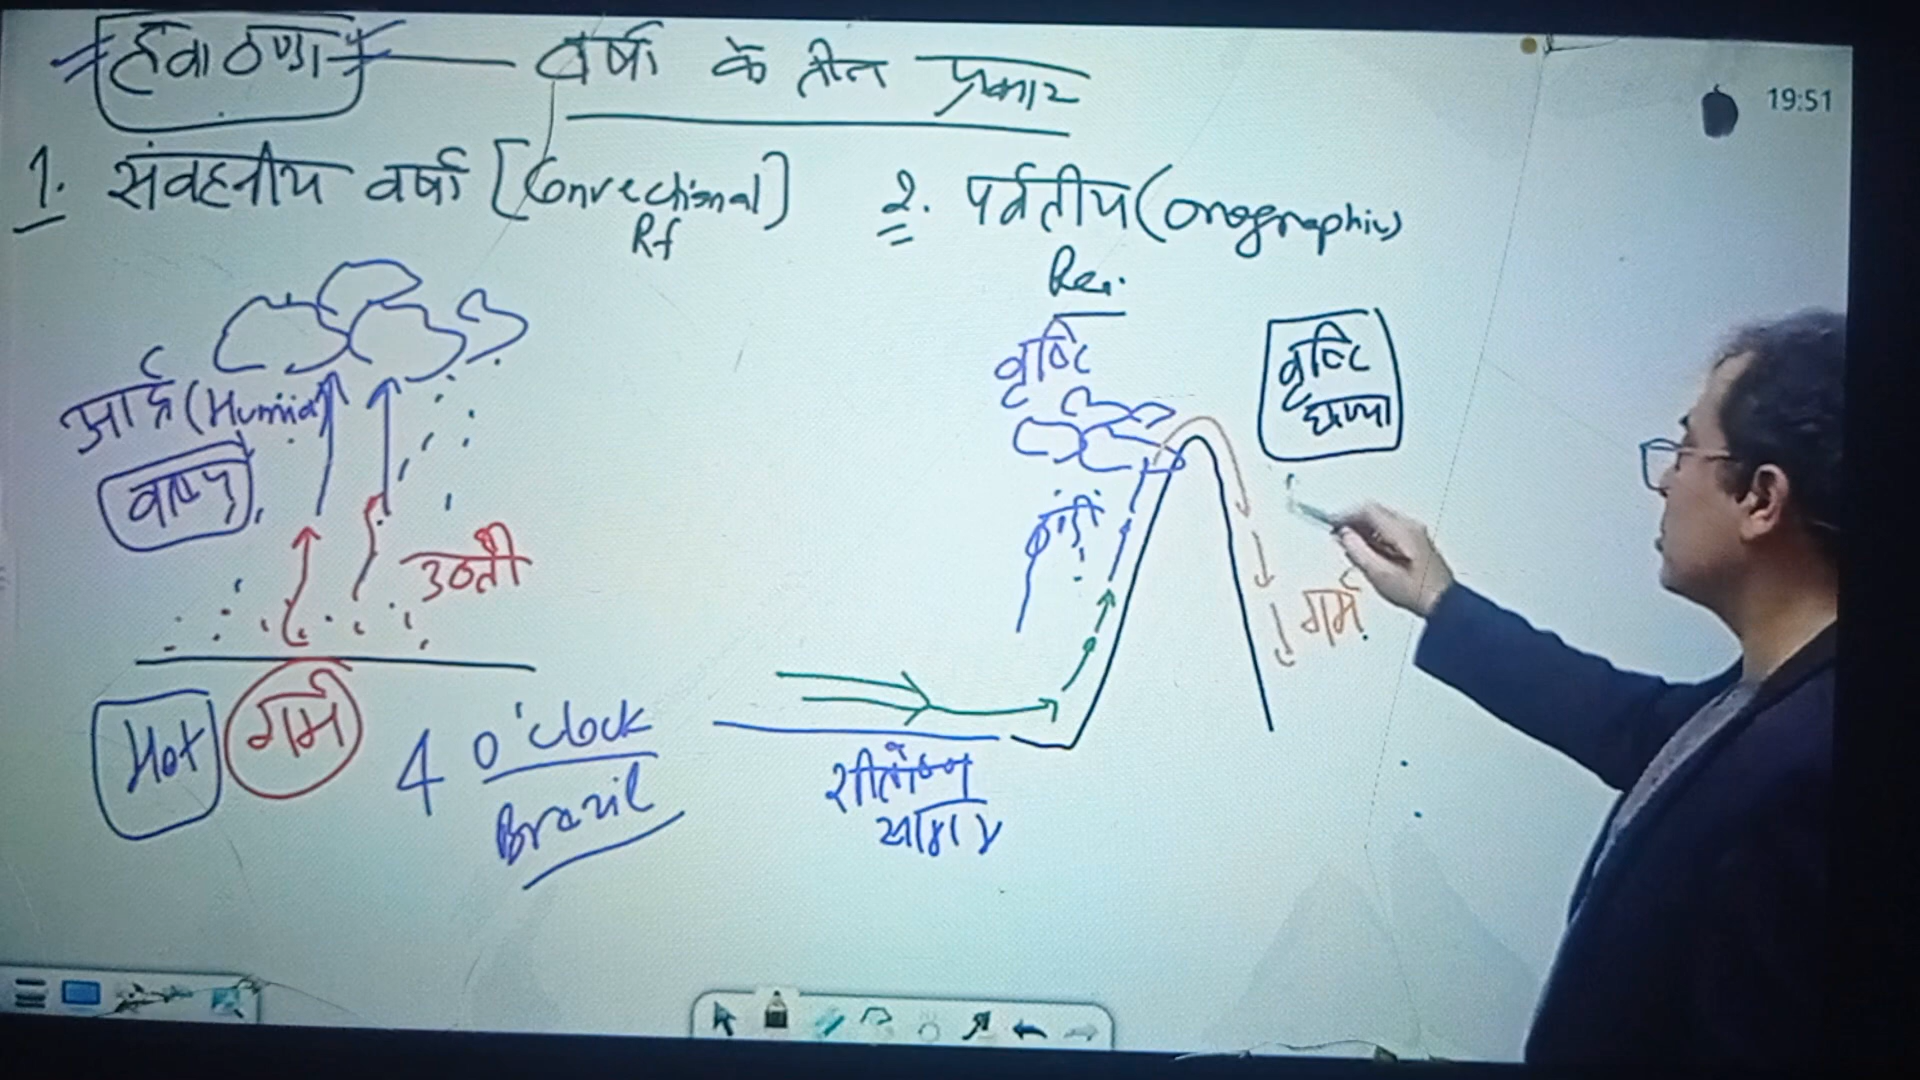 हवा ठण्डा वर्षा के तीन प्रकार
19:51
1. संवहनीय वर्षा [Convectional]
Rf
2. पर्वतीय (orographic)
आर्द्र (Humid)
वाष्प
उठती
Hot गर्म
4 o'clock
Brazil
वृष्टि
वृष्टि
छाया
ठंडी
गर्म
शीतोष्ण
सागर